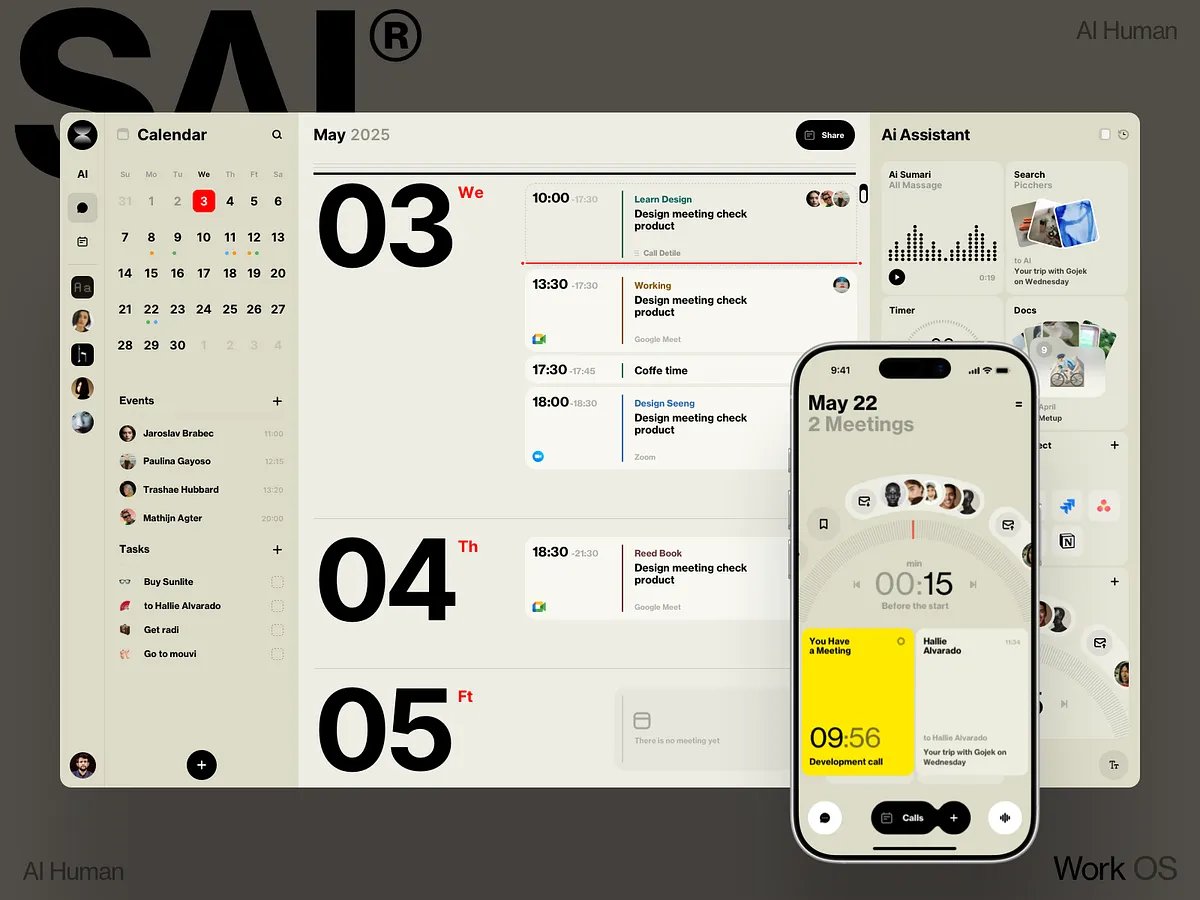 SAI®
AI Human
Calendar
Su Mo Tu We Th Ft Sa
31 1 2 3 4 5 6
7 8 9 10 11 12 13
14 15 16 17 18 19 20
21 22 23 24 25 26 27
28 29 30 1 2 3 4
Events
Jaroslav Brabec 11:00
Paulina Gayoso 12:15
Trashae Hubbard 13:20
Mathijn Agter 20:00
Tasks
Buy Sunlite
to Hallie Alvarado
Get radi
Go to mouvi
AI
Aa
May 2025
Share
03 We
10:00 -17:30
Learn Design
Design meeting check
product
Call Detile
13:30 -17:30
Working
Design meeting check
product
Google Meet
17:30 -17:45
Coffe time
18:00 -18:30
Design Seeng
Design meeting check
product
Zoom
04 Th
18:30 -21:30
Reed Book
Design meeting check
product
Google Meet
05 Ft
There is no meeting yet
Ai Assistant
Ai Sumari
All Massage
0:19
Search
Picchers
to Ai
Your trip with Gojek
on Wednesday
Timer
Docs
9
April
Metup
Tт
9:41
May 22
2 Meetings
min
00:15
Before the start
You Have
a Meeting
09:56
Development call
Hallie
Alvarado
11:34
to Hallie Alvarado
Your trip with Gojek on
Wednesday
Calls
AI Human
Work OS